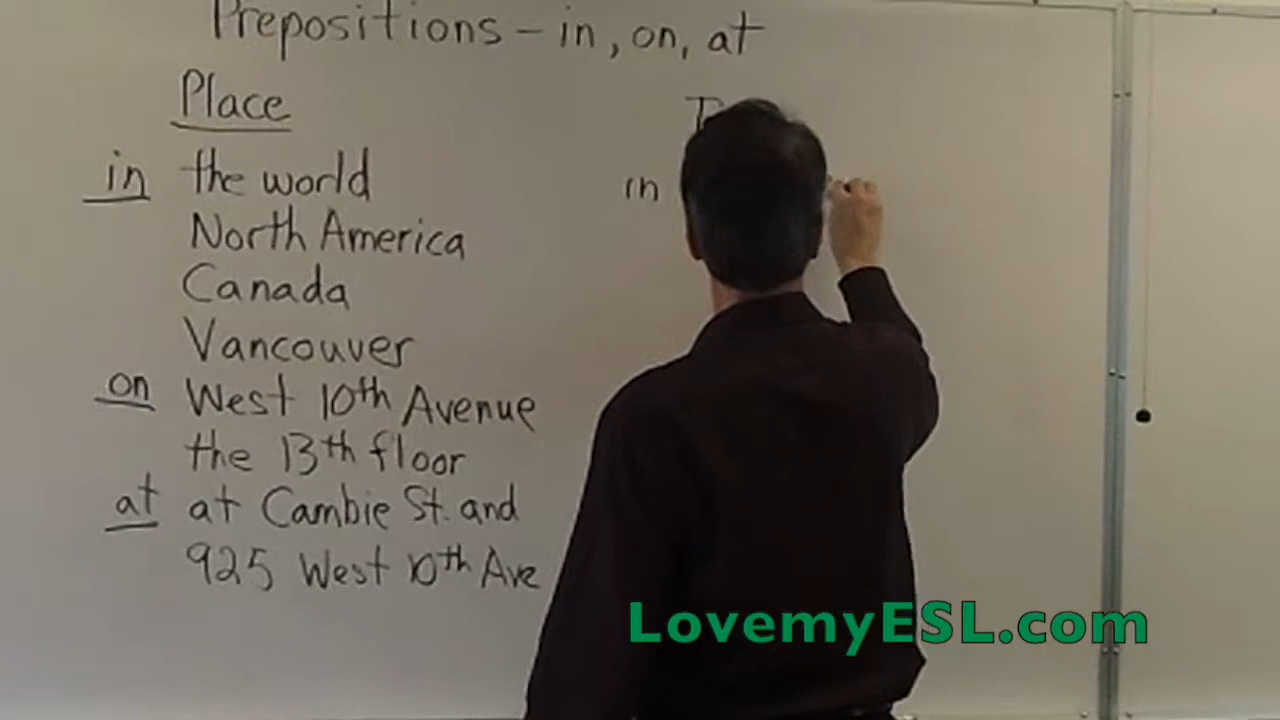 Prepositions – in, on, at
Place
in the world
North America
Canada
Vancouver
on West 10th Avenue
the 13th floor
at at Cambie St. and
925 West 10th Ave
in
LovemyESL.com